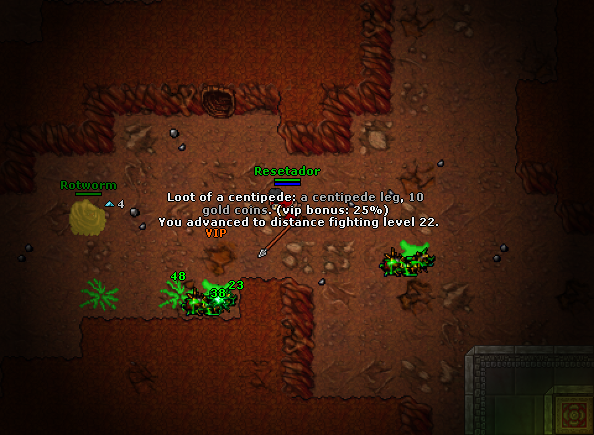 Resetador
Rotworm
4
Loot of a centipede: a centipede leg, 10
gold coins. (vip bonus: 25%)
You advanced to distance fighting level 22.
VIP
48
38
23